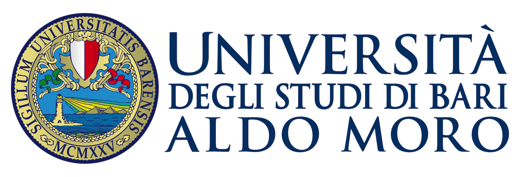 SIGILLUM UNIVERSITATIS BARENSIS
MCMXXV
UNIVERSITÀ
DEGLI STUDI DI BARI
ALDO MORO